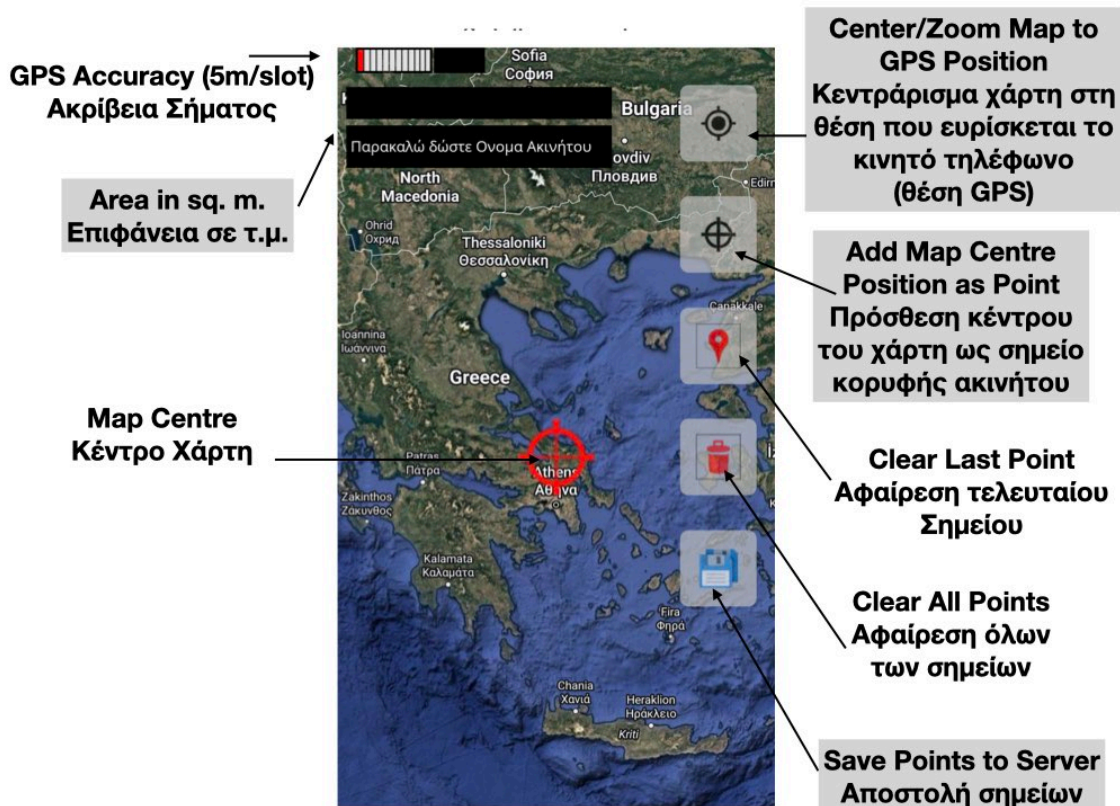 GPS Accuracy (5m/slot)
Ακρίβεια Σήματος
Area in sq. m.
Επιφάνεια σε τ.μ.
Map Centre
Κέντρο Χάρτη
Sofia
София
Bulgaria
Παρακαλώ δώστε Ονομα Ακινήτου
ovdiv
Пловдив
North
Macedonia
Edirn
Ohrid
Охрид
Thessaloniki
Θεσσαλονίκη
Çanakkale
Ioannina
Ιωάννινα
Greece
Patras
Πάτρα
Athens
Αθήνα
Zakinthos
Ζάκυνθος
Kalamata
Καλαμάτα
Fira
Φηρά
Chania
Χανιά
Heraklion
Ηράκλειο
Kriti
Center/Zoom Map to
GPS Position
Κεντράρισμα χάρτη στη
θέση που ευρίσκεται το
κινητό τηλέφωνο
(θέση GPS)
Add Map Centre
Position as Point
Πρόσθεση κέντρου
του χάρτη ως σημείο
κορυφής ακινήτου
Clear Last Point
Αφαίρεση τελευταίου
Σημείου
Clear All Points
Αφαίρεση όλων
των σημείων
Save Points to Server
Αποστολή σημείων